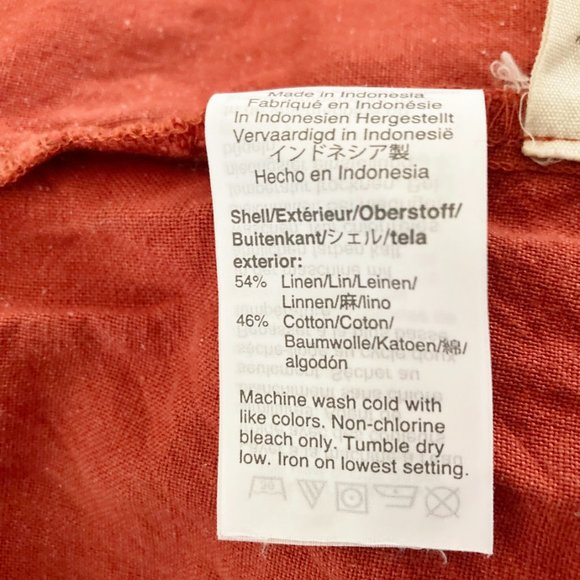 Made in Indonesia
Fabriqué en Indonésie
In Indonesien Hergestellt
Vervaardigd in Indonesië
インドネシア製
Hecho en Indonesia
Shell/Extérieur/Oberstoff/
Buitenkant/シェル/tela
exterior:
54% Linen/Lin/Leinen/
Linnen/麻/lino
46% Cotton/Coton/
Baumwolle/Katoen/綿/
algodón
Machine wash cold with
like colors. Non-chlorine
bleach only. Tumble dry
low. Iron on lowest setting.